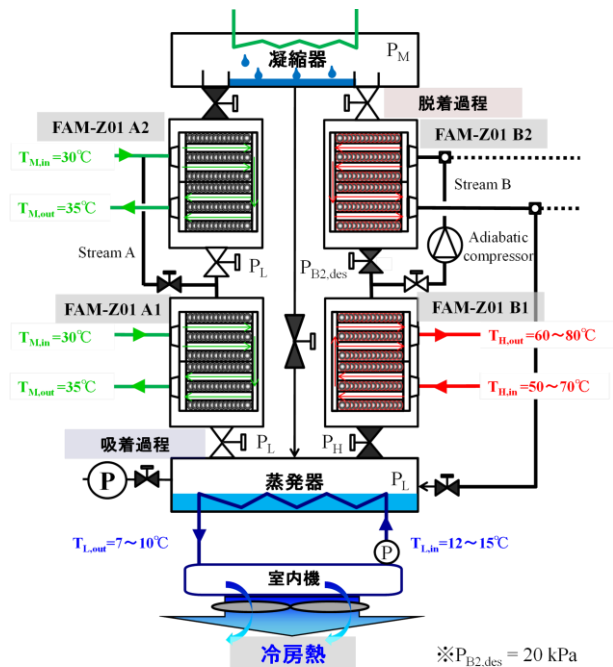 凝縮器
P_M
脱着過程
FAM-Z01 A2
FAM-Z01 B2
T_M,in=30℃
Stream B
T_M,out=35℃
Adiabatic
compressor
Stream A
P_L
P_B2,des
FAM-Z01 A1
FAM-Z01 B1
T_M,in=30℃
T_H,out=60～80℃
T_M,out=35℃
T_H,in=50～70℃
吸着過程
P_L
P_H
P
蒸発器
P_L
T_L,out=7～10℃
T_L,in=12～15℃
P
室内機
冷房熱
※P_B2,des = 20 kPa